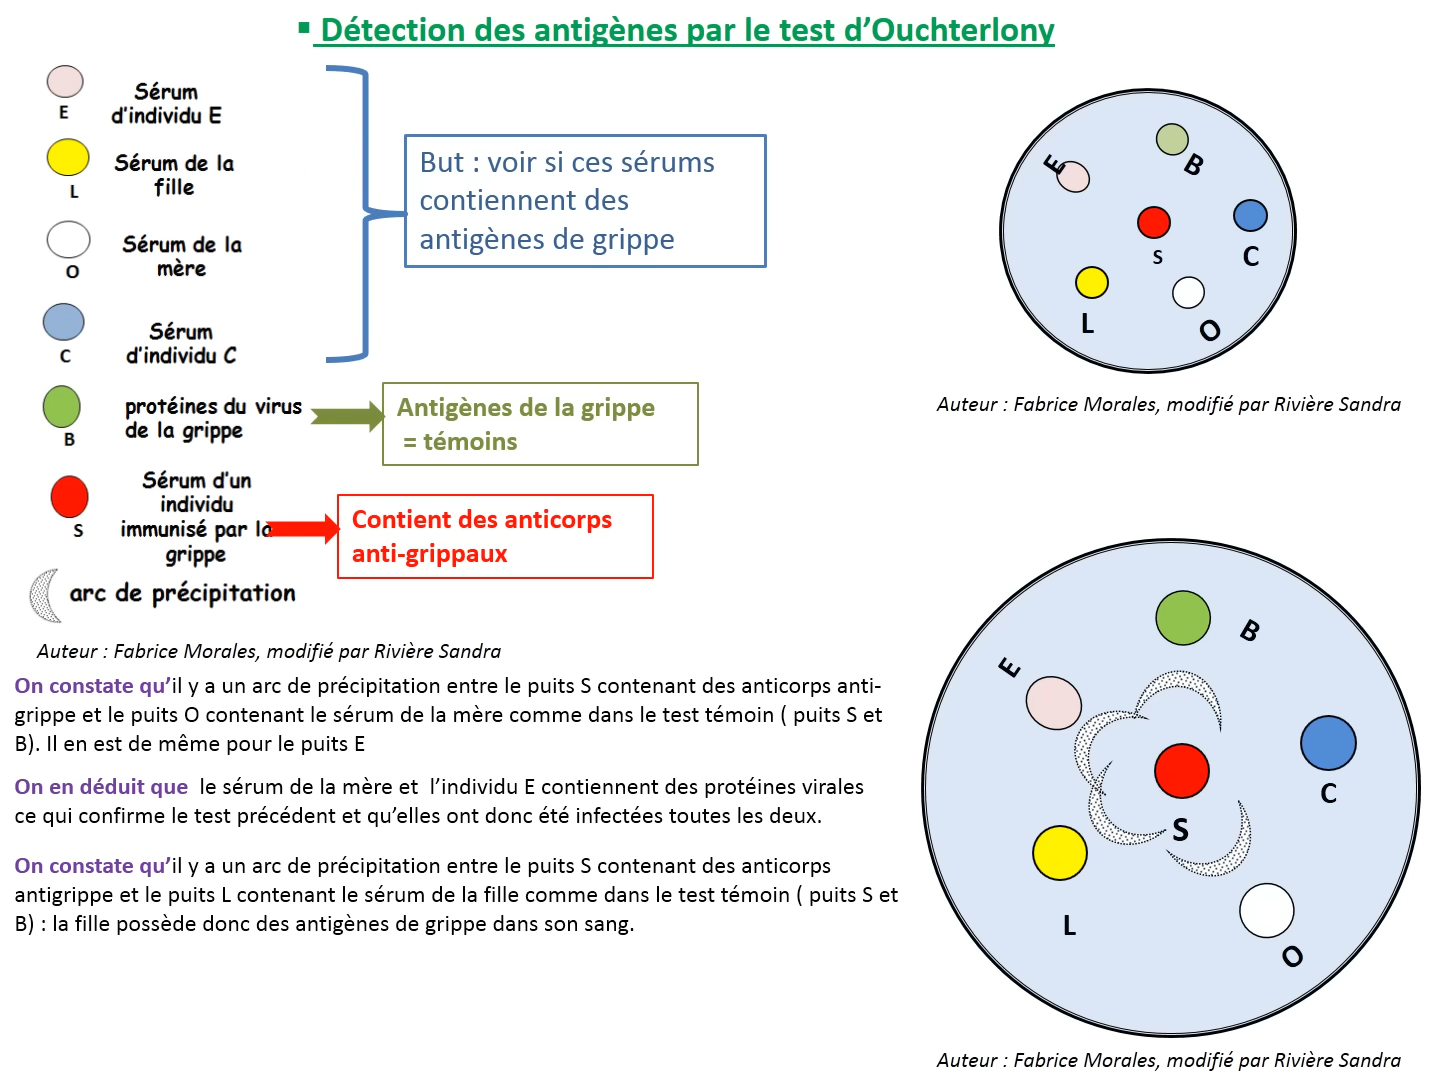 ▪ Détection des antigènes par le test d’Ouchterlony
E
Sérum
d’individu E
L
Sérum de la
fille
O
Sérum de la
mère
C
Sérum
d’individu C
But : voir si ces sérums
contiennent des
antigènes de grippe
B
protéines du virus
de la grippe
Antigènes de la grippe
= témoins
S
Sérum d’un
individu
immunisé par la
grippe
Contient des anticorps
anti-grippaux
arc de précipitation
Auteur : Fabrice Morales, modifié par Rivière Sandra
E
B
S
C
L
O
Auteur : Fabrice Morales, modifié par Rivière Sandra
On constate qu’il y a un arc de précipitation entre le puits S contenant des anticorps anti-
grippe et le puits O contenant le sérum de la mère comme dans le test témoin ( puits S et
B). Il en est de même pour le puits E
On en déduit que le sérum de la mère et l’individu E contiennent des protéines virales
ce qui confirme le test précédent et qu’elles ont donc été infectées toutes les deux.
On constate qu’il y a un arc de précipitation entre le puits S contenant des anticorps
antigrippe et le puits L contenant le sérum de la fille comme dans le test témoin ( puits S et
B) : la fille possède donc des antigènes de grippe dans son sang.
B
E
C
S
L
O
Auteur : Fabrice Morales, modifié par Rivière Sandra